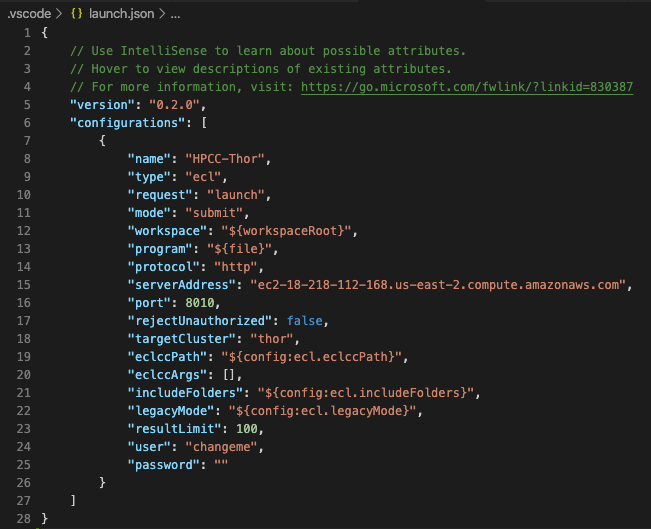 .vscode > {} launch.json > ...
1 {
2 // Use IntelliSense to learn about possible attributes.
3 // Hover to view descriptions of existing attributes.
4 // For more information, visit: https://go.microsoft.com/fwlink/?linkid=830387
5 "version": "0.2.0",
6 "configurations": [
7 {
8 "name": "HPCC-Thor",
9 "type": "ecl",
10 "request": "launch",
11 "mode": "submit",
12 "workspace": "${workspaceRoot}",
13 "program": "${file}",
14 "protocol": "http",
15 "serverAddress": "ec2-18-218-112-168.us-east-2.compute.amazonaws.com",
16 "port": 8010,
17 "rejectUnauthorized": false,
18 "targetCluster": "thor",
19 "eclccPath": "${config:ecl.eclccPath}",
20 "eclccArgs": [],
21 "includeFolders": "${config:ecl.includeFolders}",
22 "legacyMode": "${config:ecl.legacyMode}",
23 "resultLimit": 100,
24 "user": "changeme",
25 "password": ""
26 }
27 ]
28 }